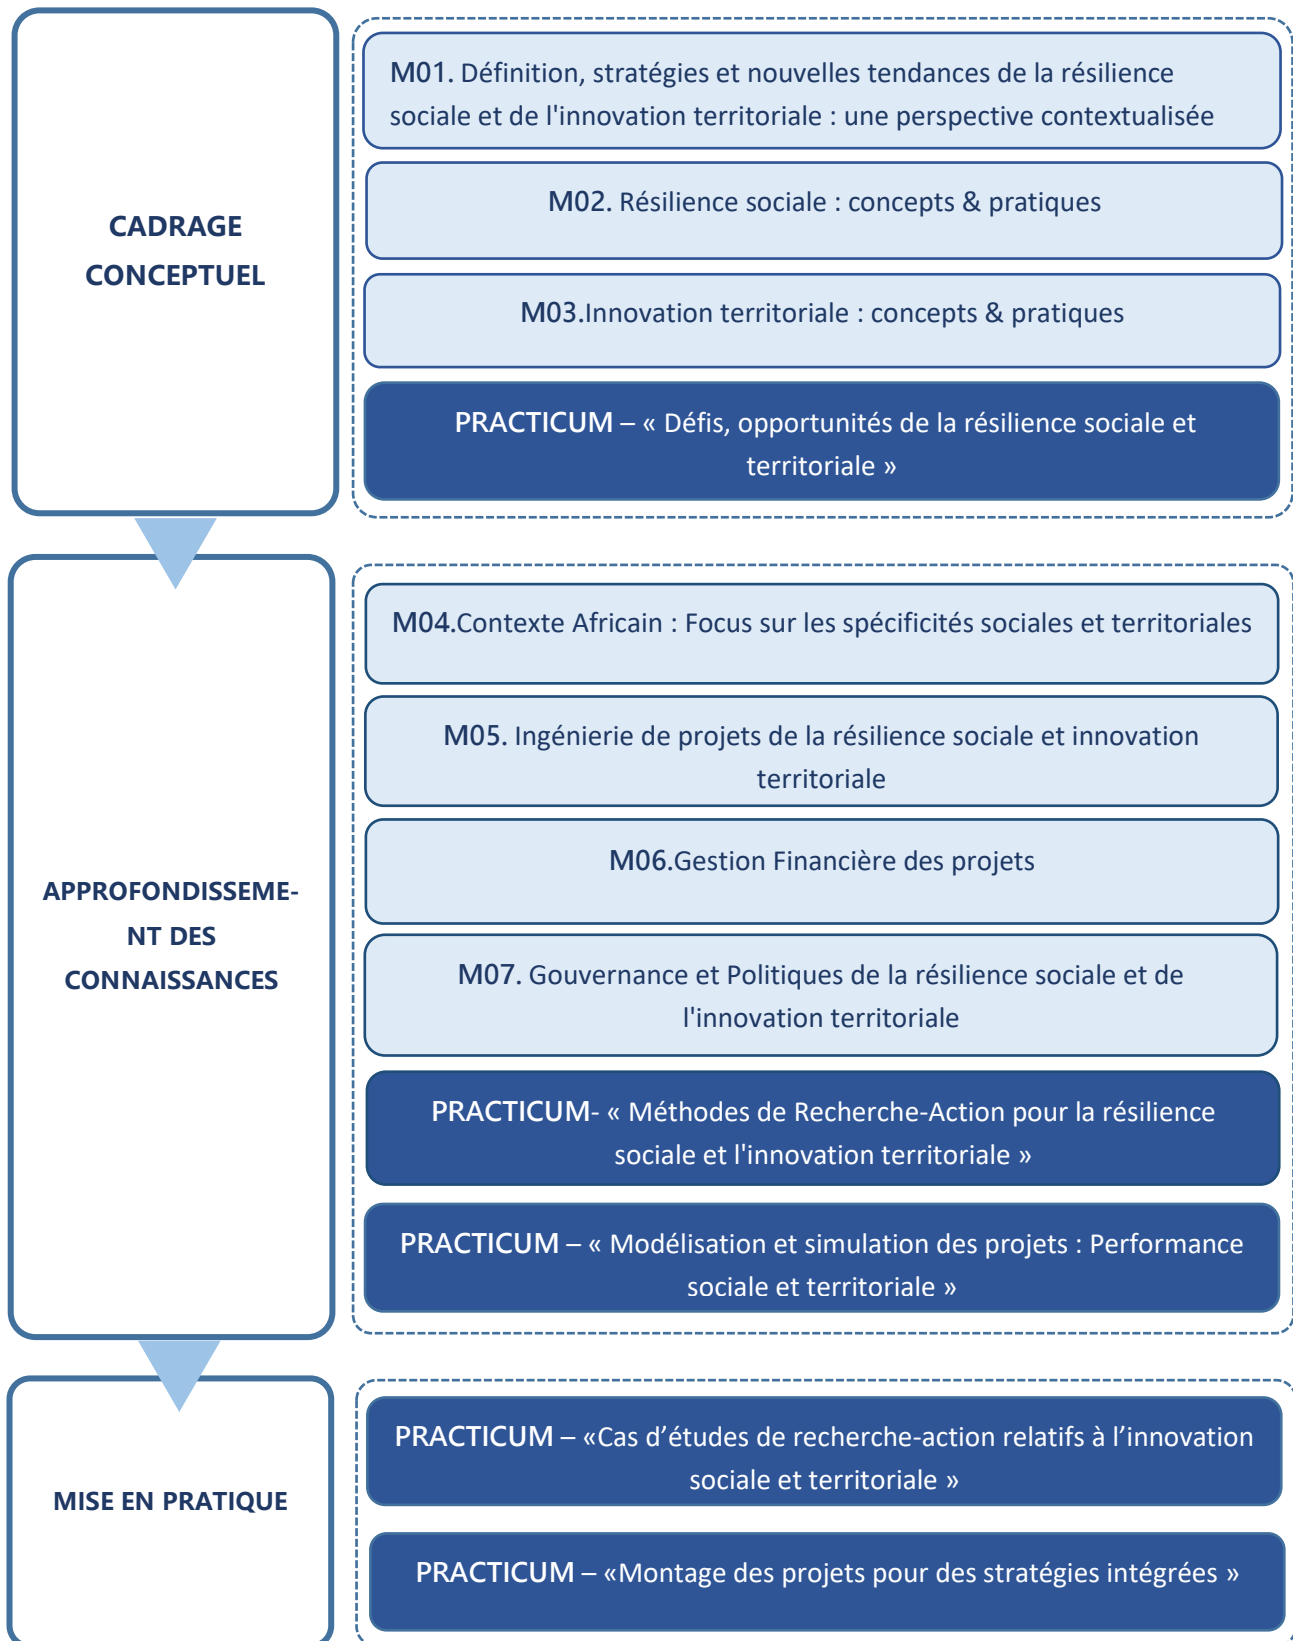 CADRAGE
CONCEPTUEL
M01. Définition, stratégies et nouvelles tendances de la résilience
sociale et de l'innovation territoriale : une perspective contextualisée
M02. Résilience sociale : concepts & pratiques
M03.Innovation territoriale : concepts & pratiques
PRACTICUM – « Défis, opportunités de la résilience sociale et
territoriale »
APPROFONDISSEME-
NT DES
CONNAISSANCES
M04.Contexte Africain : Focus sur les spécificités sociales et territoriales
M05. Ingénierie de projets de la résilience sociale et innovation
territoriale
M06.Gestion Financière des projets
M07. Gouvernance et Politiques de la résilience sociale et de
l'innovation territoriale
PRACTICUM- « Méthodes de Recherche-Action pour la résilience
sociale et l'innovation territoriale »
PRACTICUM – « Modélisation et simulation des projets : Performance
sociale et territoriale »
MISE EN PRATIQUE
PRACTICUM – «Cas d’études de recherche-action relatifs à l’innovation
sociale et territoriale »
PRACTICUM – «Montage des projets pour des stratégies intégrées »